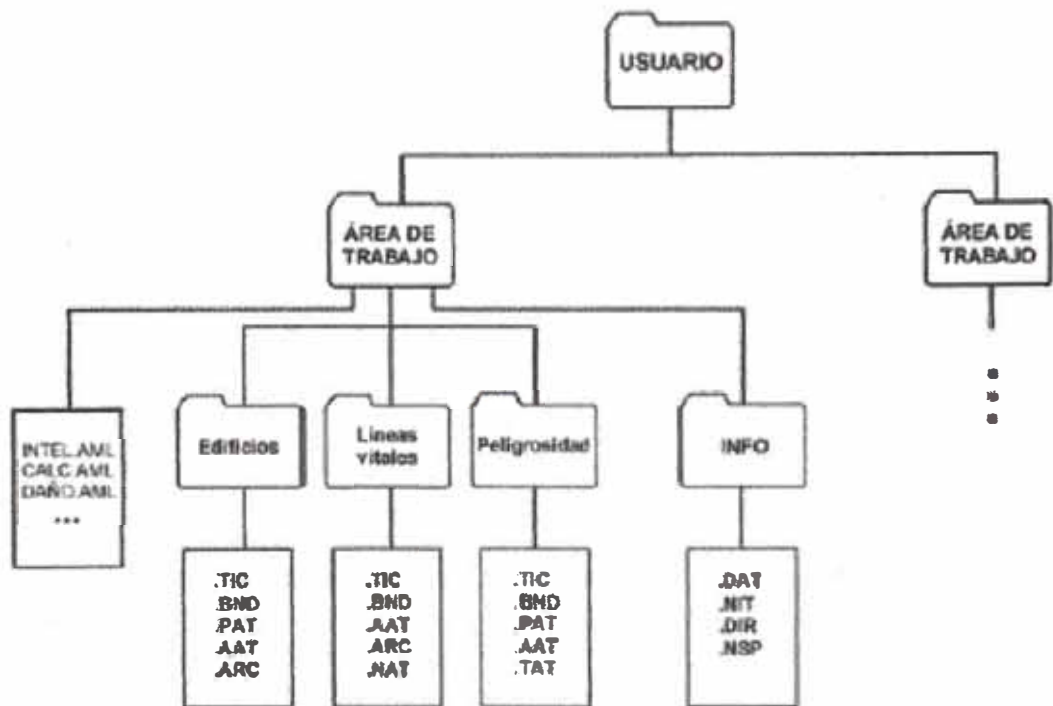 USUARIO
ÁREA DE
TRABAJO
ÁREA DE
TRABAJO
INTEL.AML
CALC.AML
DAÑO.AML
...
Edificios
Líneas
vitales
Peligrosidad
INFO
.TIC
.BND
.PAT
.AAT
.ARC
.TIC
.BND
.AAT
.ARC
.NAT
.TIC
.BND
.PAT
.AAT
.TAT
.DAT
.NIT
.DIR
.NSP